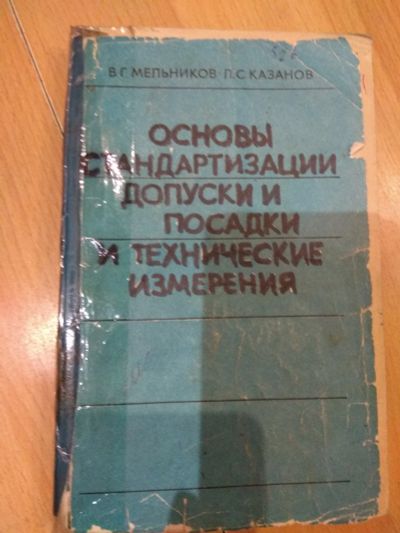 В.Г. МЕЛЬНИКОВ · Л.С. КАЗАНОВ
ОСНОВЫ
СТАНДАРТИЗАЦИИ
ДОПУСКИ И
ПОСАДКИ
И ТЕХНИЧЕСКИЕ
ИЗМЕРЕНИЯ